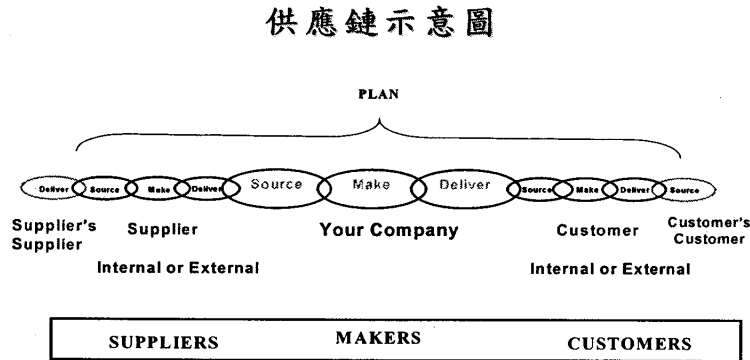 供應鏈示意圖
PLAN
Deliver Source Make Deliver Source Make Deliver Source Make Deliver Source
Supplier's Supplier Your Company Customer Customer's
Supplier Customer
Internal or External Internal or External
SUPPLIERS MAKERS CUSTOMERS